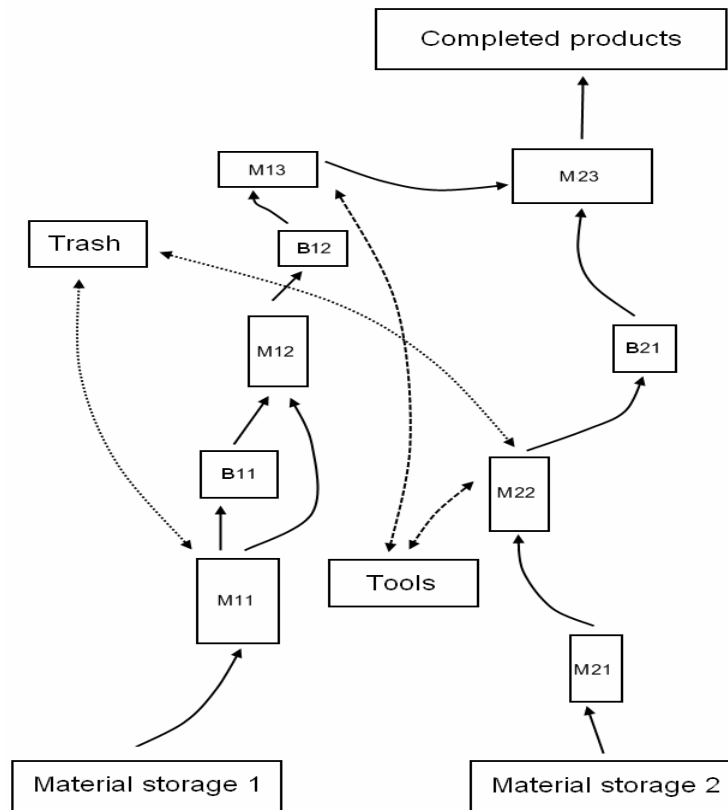 Completed products
M13
M23
Trash
B12
M12
B21
B11
M22
Tools
M11
M21
Material storage 1
Material storage 2